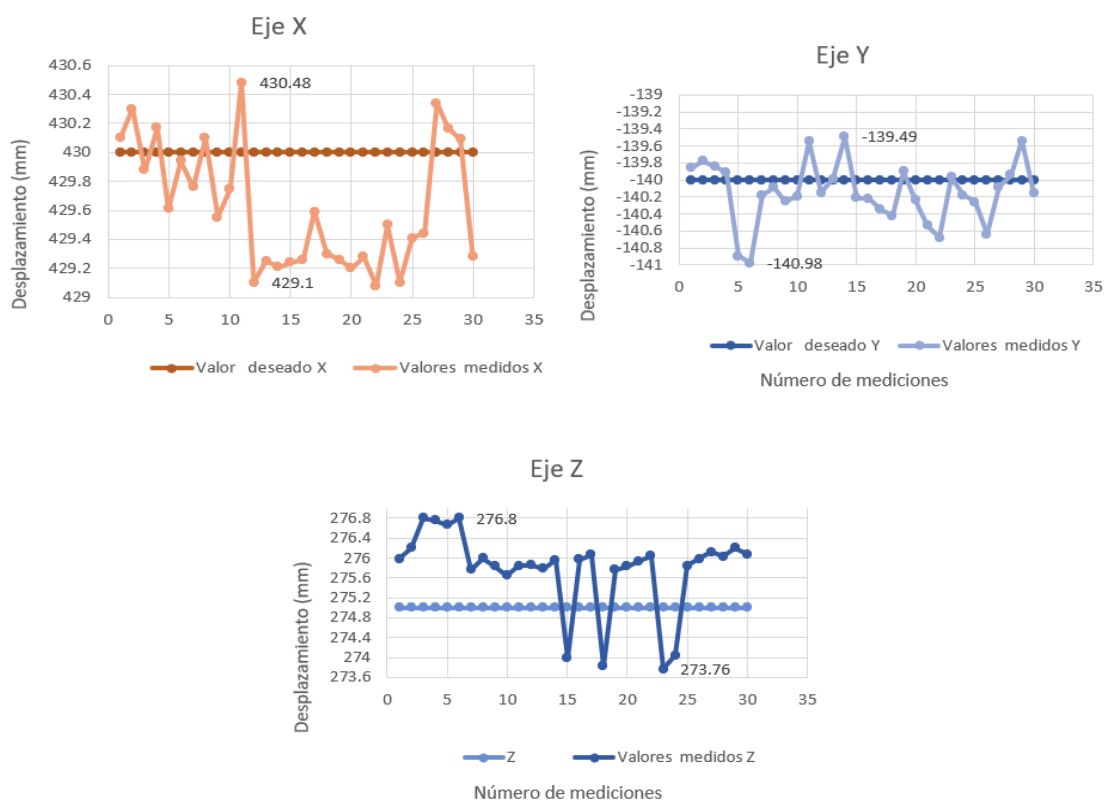 Eje X
Desplazamiento (mm)
430.6
430.4
430.2
430
429.8
429.6
429.4
429.2
429
430.48
429.1
0 5 10 15 20 25 30 35
Valor deseado X Valores medidos X
Eje Y
Desplazamiento (mm)
-139
-139.2
-139.4
-139.6
-139.8
-140
-140.2
-140.4
-140.6
-140.8
-141
-139.49
-140.98
0 5 10 15 20 25 30 35
Valor deseado Y Valores medidos Y
Número de mediciones
Eje Z
Desplazamiento (mm)
276.8
276.4
276
275.6
275.2
274.8
274.4
274
273.6
276.8
273.76
0 5 10 15 20 25 30 35
Z Valores medidos Z
Número de mediciones